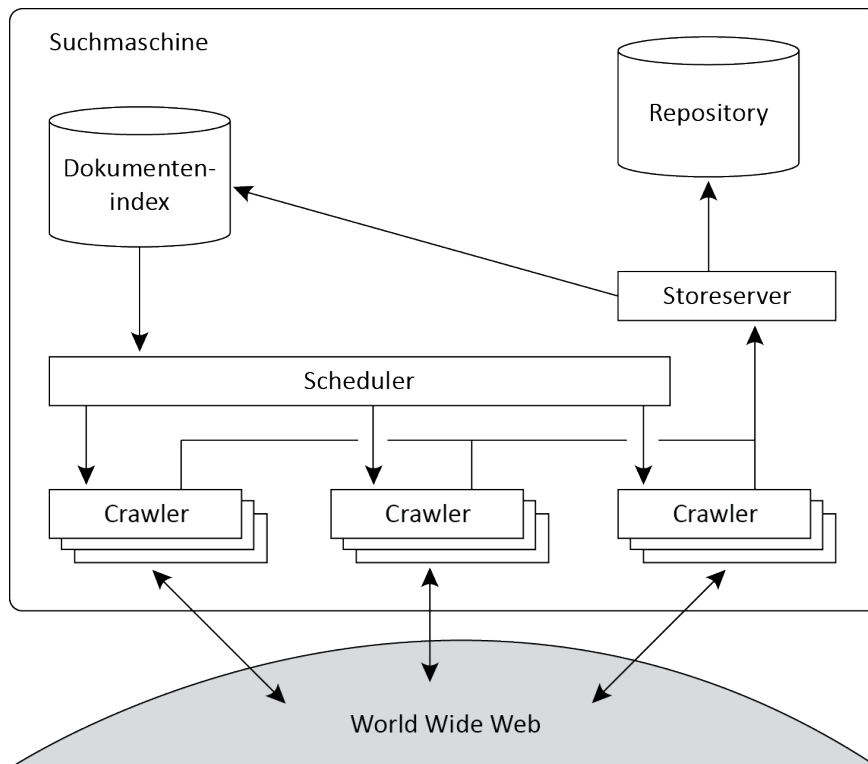 Suchmaschine
Repository
Dokumenten-
index
Storeserver
Scheduler
Crawler
Crawler
Crawler
World Wide Web